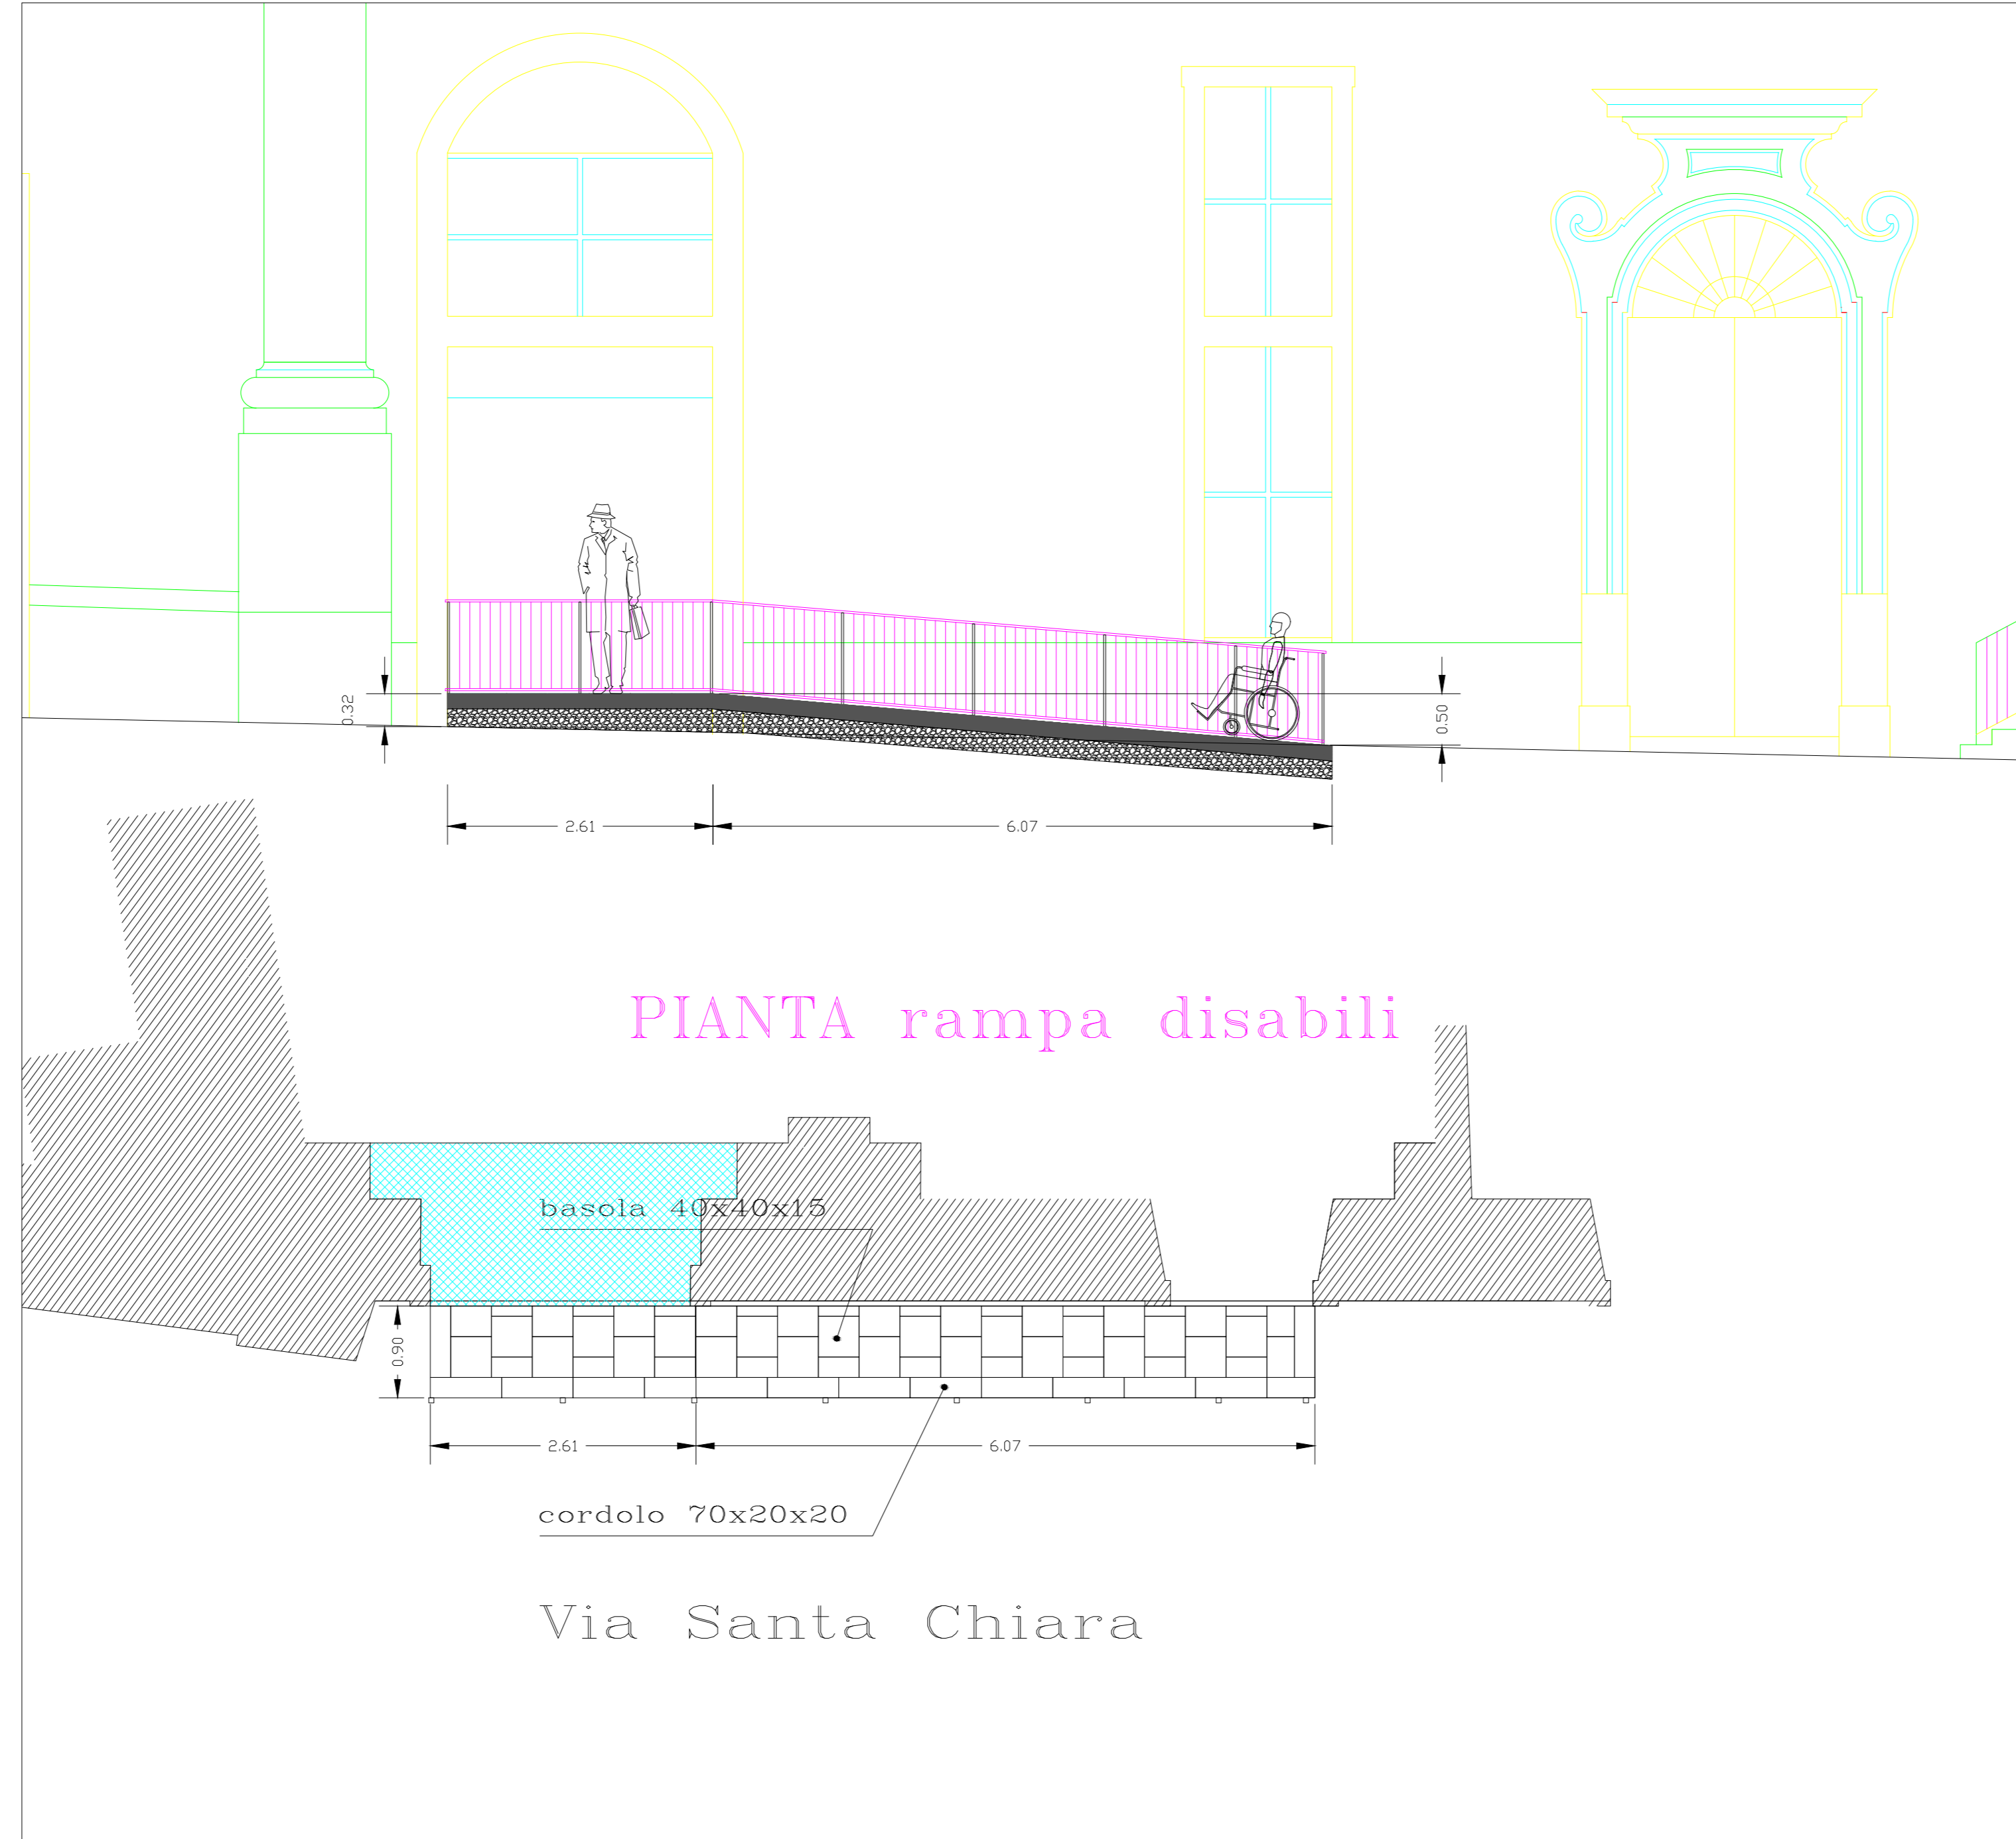 0.32
0.50
2.61
6.07
PIANTA rampa disabili
basola 40x40x15
0.90
2.61
6.07
cordolo 70x20x20
Via Santa Chiara